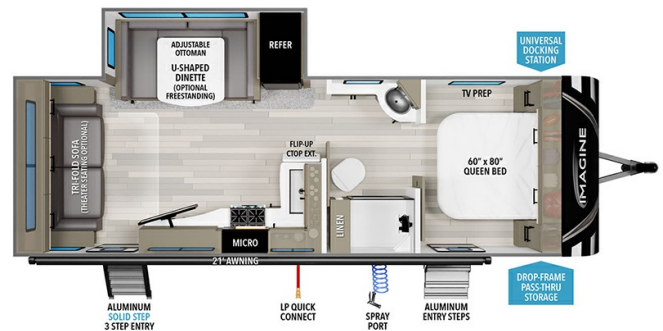 ADJUSTABLE
OTTOMAN
U-SHAPED
DINETTE
(OPTIONAL
FREESTANDING)
REFER
UNIVERSAL
DOCKING
STATION
TV PREP
TRI-FOLD SOFA
(THEATER SEATING OPTIONAL)
FLIP-UP
CTOP EXT.
60" x 80"
QUEEN BED
IMAGINE
LINEN
MICRO
21' AWNING
DROP-FRAME
PASS-THRU
STORAGE
ALUMINUM
SOLID STEP
3 STEP ENTRY
LP QUICK
CONNECT
SPRAY
PORT
ALUMINUM
ENTRY STEPS